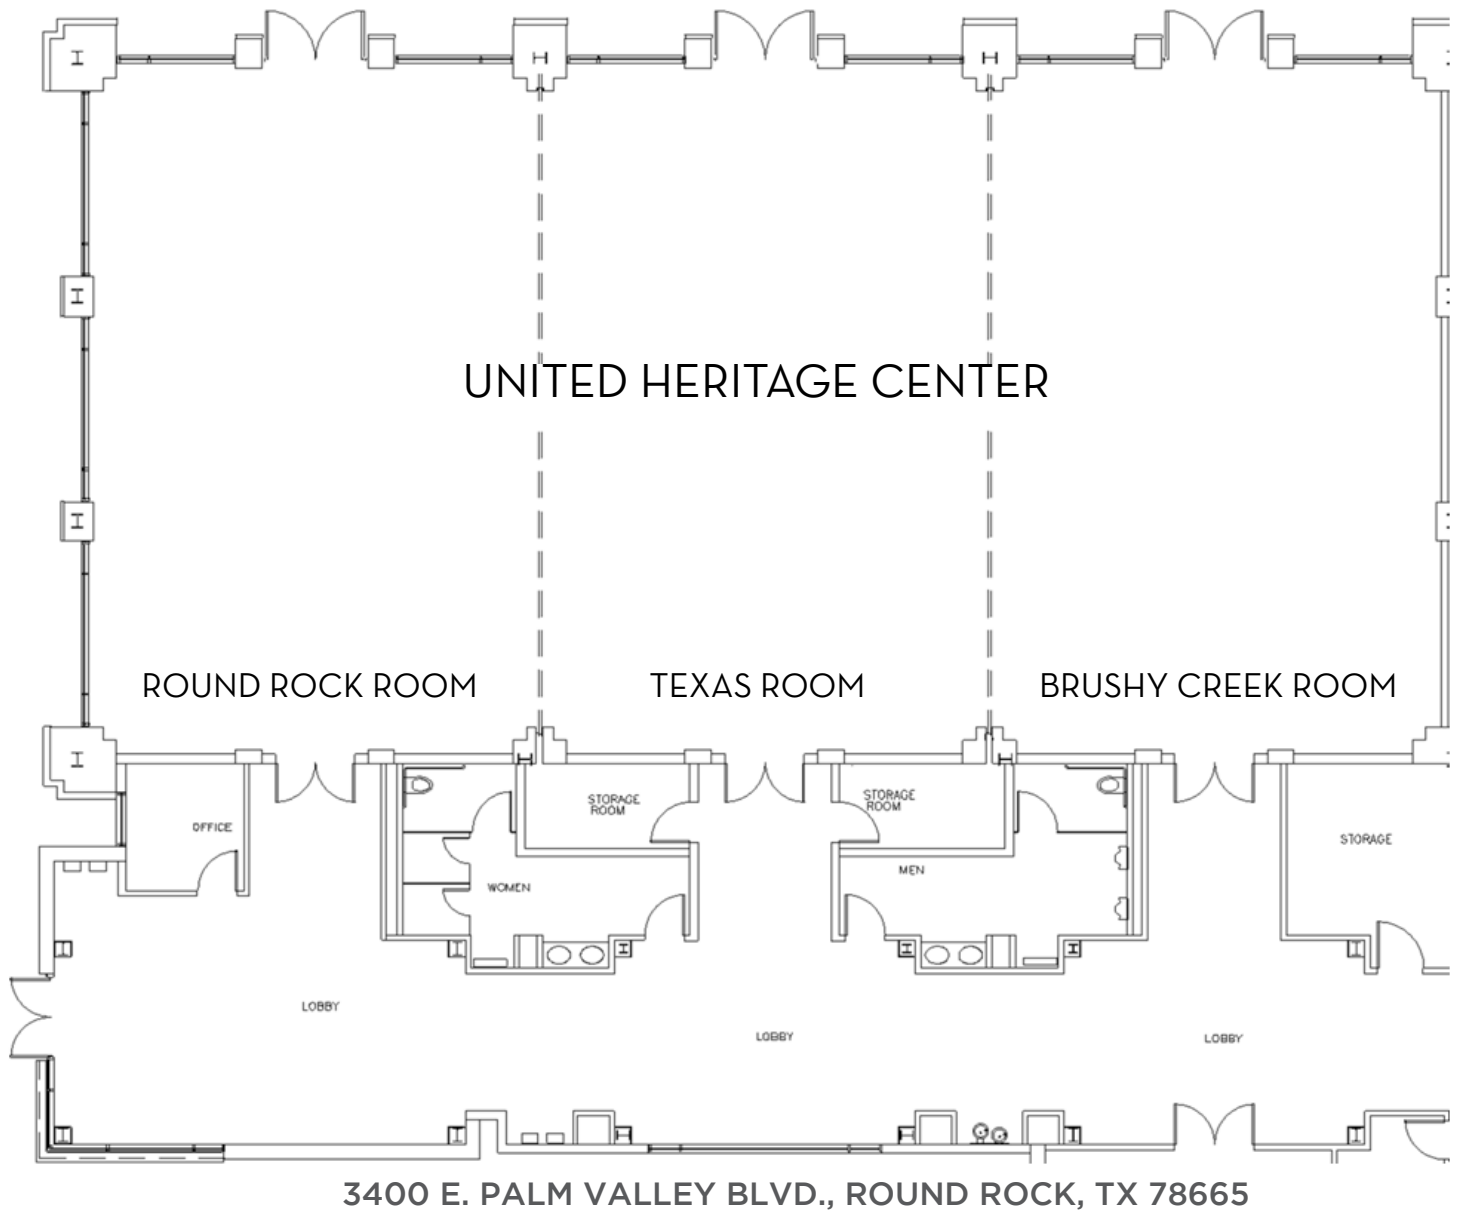 UNITED HERITAGE CENTER
ROUND ROCK ROOM
TEXAS ROOM
BRUSHY CREEK ROOM
STORAGE
ROOM
STORAGE
ROOM
OFFICE
STORAGE
WOMEN
MEN
LOBBY
LOBBY
LOBBY
3400 E. PALM VALLEY BLVD., ROUND ROCK, TX 78665